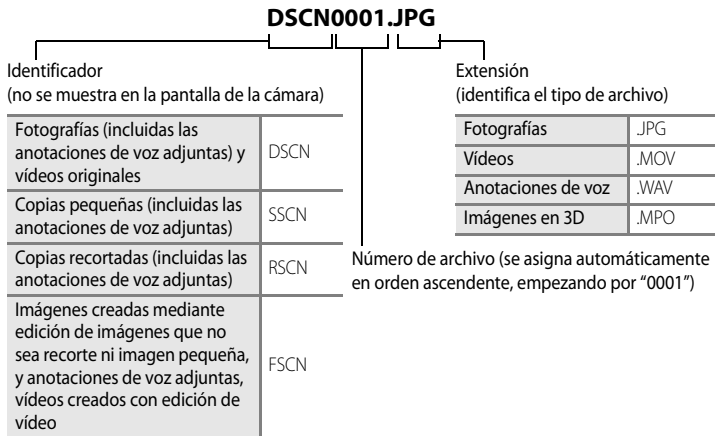 DSCN0001.JPG
Identificador
(no se muestra en la pantalla de la cámara)
Fotografías (incluidas las
anotaciones de voz adjuntas) y
vídeos originales
DSCN
Copias pequeñas (incluidas las
anotaciones de voz adjuntas)
SSCN
Copias recortadas (incluidas las
anotaciones de voz adjuntas)
RSCN
Imágenes creadas mediante
edición de imágenes que no
sea recorte ni imagen pequeña,
y anotaciones de voz adjuntas,
vídeos creados con edición de
vídeo
FSCN
Extensión
(identifica el tipo de archivo)
Fotografías .JPG
Vídeos .MOV
Anotaciones de voz .WAV
Imágenes en 3D .MPO
Número de archivo (se asigna automáticamente
en orden ascendente, empezando por “0001”)